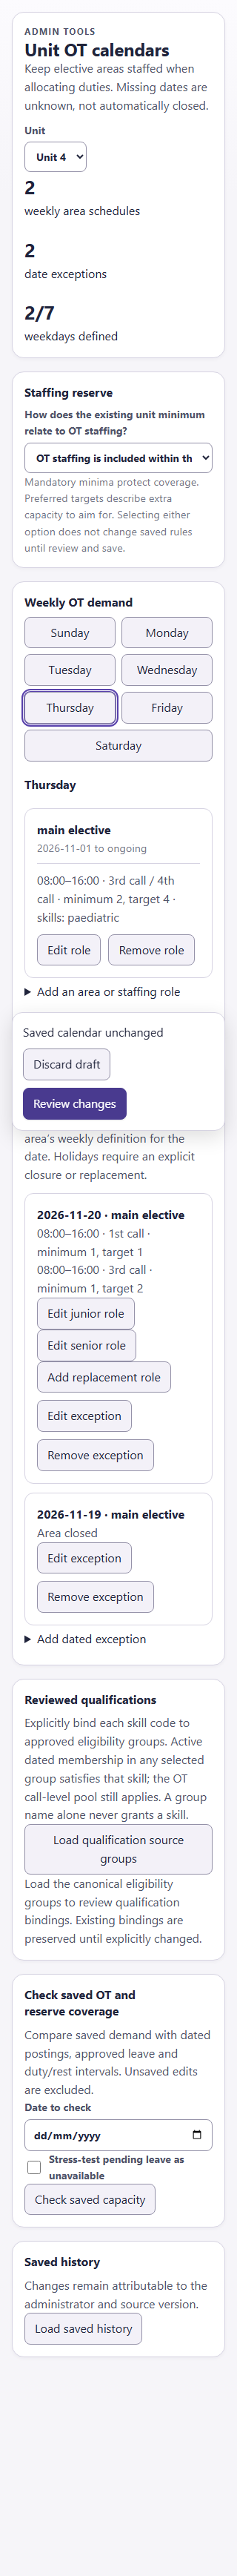 ADMIN TOOLS
Unit OT calendars
Keep elective areas staffed when
allocating duties. Missing dates are
unknown, not automatically closed.
Unit
Unit 4
2
weekly area schedules
2
date exceptions
2/7
weekdays defined
Staffing reserve
How does the existing unit minimum
relate to OT staffing?
OT staffing is included within th
Mandatory minima protect coverage.
Preferred targets describe extra
capacity to aim for. Selecting either
option does not change saved rules
until review and save.
Weekly OT demand
Sunday
Monday
Tuesday
Wednesday
Thursday
Friday
Saturday
Thursday
main elective
2026-11-01 to ongoing
08:00–16:00 · 3rd call / 4th
call · minimum 2, target 4 ·
skills: paediatric
Edit role
Remove role
▶ Add an area or staffing role
Saved calendar unchanged
Discard draft
Review changes
area's weekly definition for the
date. Holidays require an explicit
closure or replacement.
2026-11-20 · main elective
08:00–16:00 · 1st call ·
minimum 1, target 1
08:00–16:00 · 3rd call ·
minimum 1, target 2
Edit junior role
Edit senior role
Add replacement role
Edit exception
Remove exception
2026-11-19 · main elective
Area closed
Edit exception
Remove exception
▶ Add dated exception
Reviewed qualifications
Explicitly bind each skill code to
approved eligibility groups. Active
dated membership in any selected
group satisfies that skill; the OT
call-level pool still applies. A group
name alone never grants a skill.
Load qualification source
groups
Load the canonical eligibility
groups to review qualification
bindings. Existing bindings are
preserved until explicitly changed.
Check saved OT and
reserve coverage
Compare saved demand with dated
postings, approved leave and
duty/rest intervals. Unsaved edits
are excluded.
Date to check
dd/mm/yyyy
Stress-test pending leave as
unavailable
Check saved capacity
Saved history
Changes remain attributable to the
administrator and source version.
Load saved history